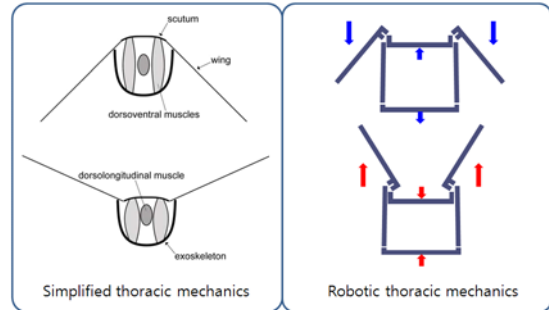 scutum
wing
dorsoventral muscles
dorsolongitudinal muscle
exoskeleton
Simplified thoracic mechanics
Robotic thoracic mechanics